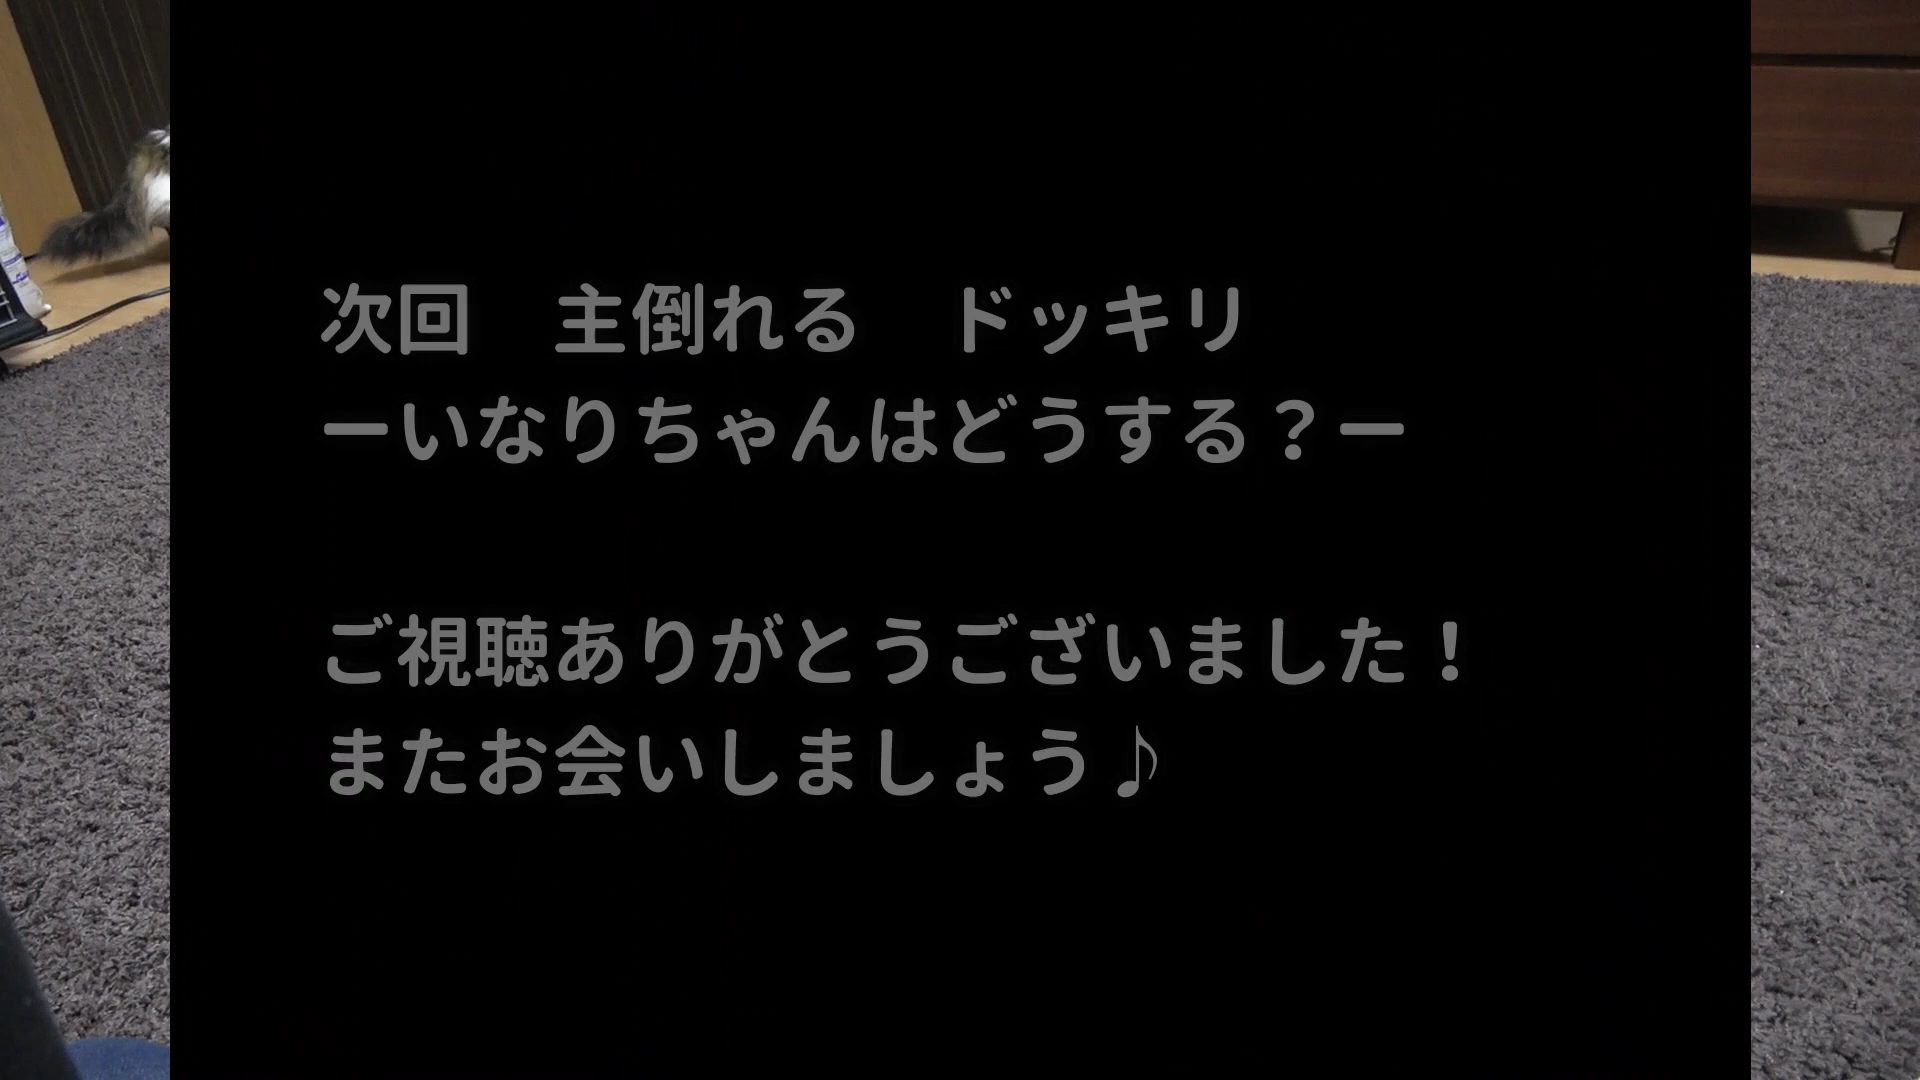 次回　主倒れる　ドッキリ
ーいなりちゃんはどうする？ー
ご視聴ありがとうございました！
またお会いしましょう♪